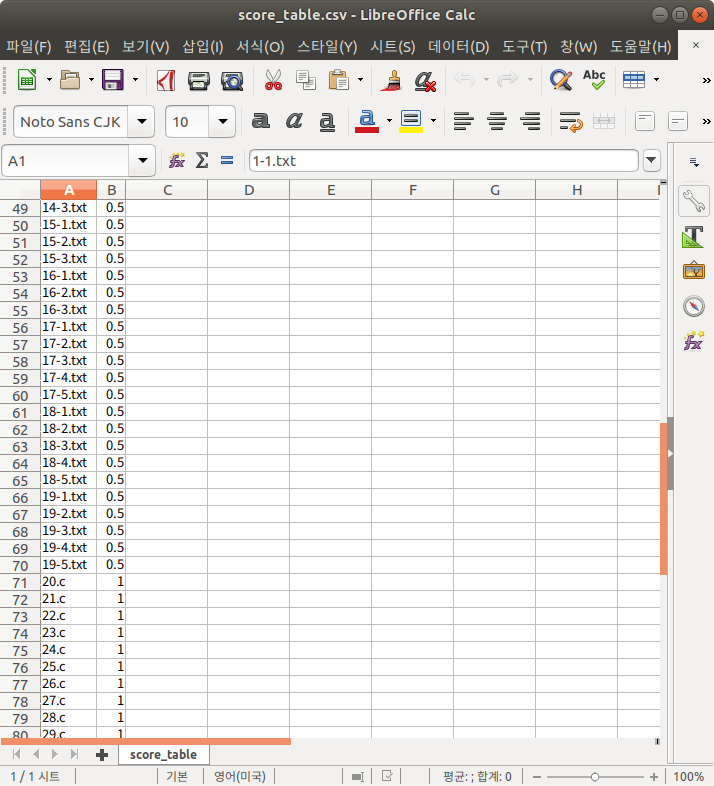 score_table.csv - LibreOffice Calc
파일(F) 편집(E) 보기(V) 삽입(I) 서식(O) 스타일(Y) 시트(S) 데이터(D) 도구(T) 창(W) 도움말(H)
Abc
Noto Sans CJK 10
A1 1-1.txt
A B C D E F G H I
49 14-3.txt 0.5
50 15-1.txt 0.5
51 15-2.txt 0.5
52 15-3.txt 0.5
53 16-1.txt 0.5
54 16-2.txt 0.5
55 16-3.txt 0.5
56 17-1.txt 0.5
57 17-2.txt 0.5
58 17-3.txt 0.5
59 17-4.txt 0.5
60 17-5.txt 0.5
61 18-1.txt 0.5
62 18-2.txt 0.5
63 18-3.txt 0.5
64 18-4.txt 0.5
65 18-5.txt 0.5
66 19-1.txt 0.5
67 19-2.txt 0.5
68 19-3.txt 0.5
69 19-4.txt 0.5
70 19-5.txt 0.5
71 20.c 1
72 21.c 1
73 22.c 1
74 23.c 1
75 24.c 1
76 25.c 1
77 26.c 1
78 27.c 1
79 28.c 1
80 29.c 1
score_table
1 / 1 시트 기본 영어(미국) 평균: ; 합계: 0 100%